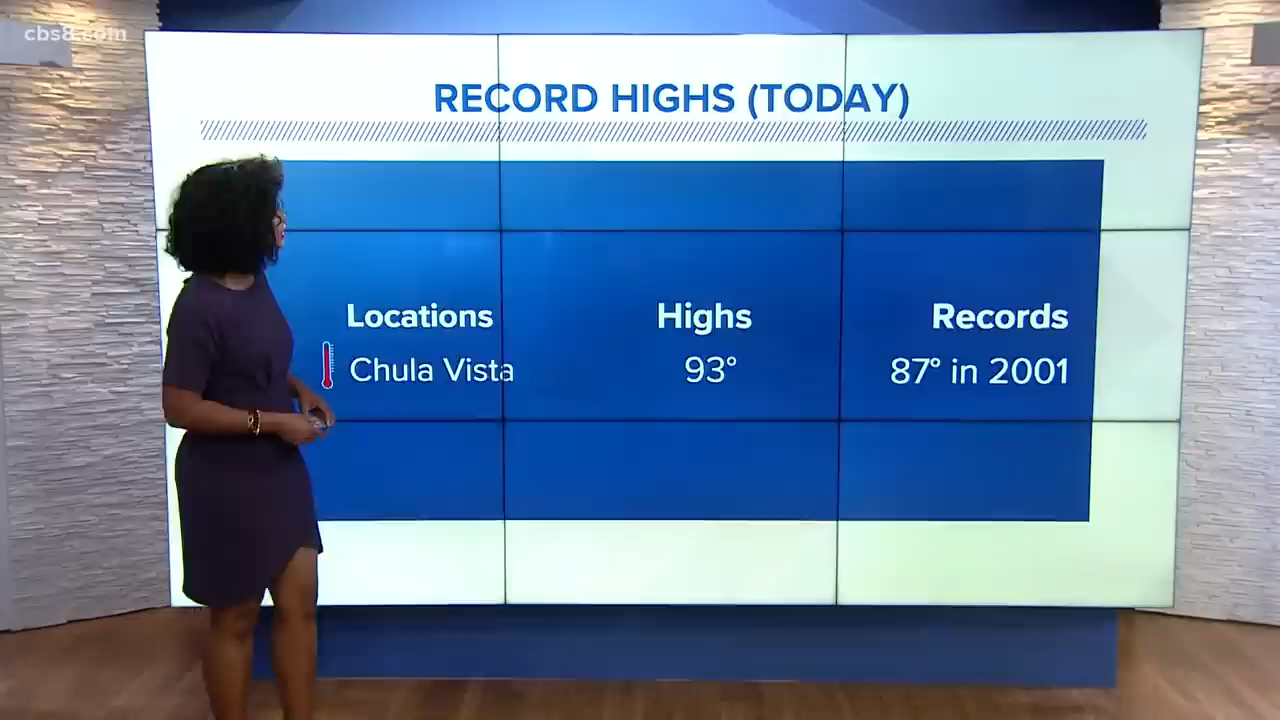 cbs8.com
RECORD HIGHS (TODAY)
Locations Highs Records
Chula Vista 93° 87° in 2001